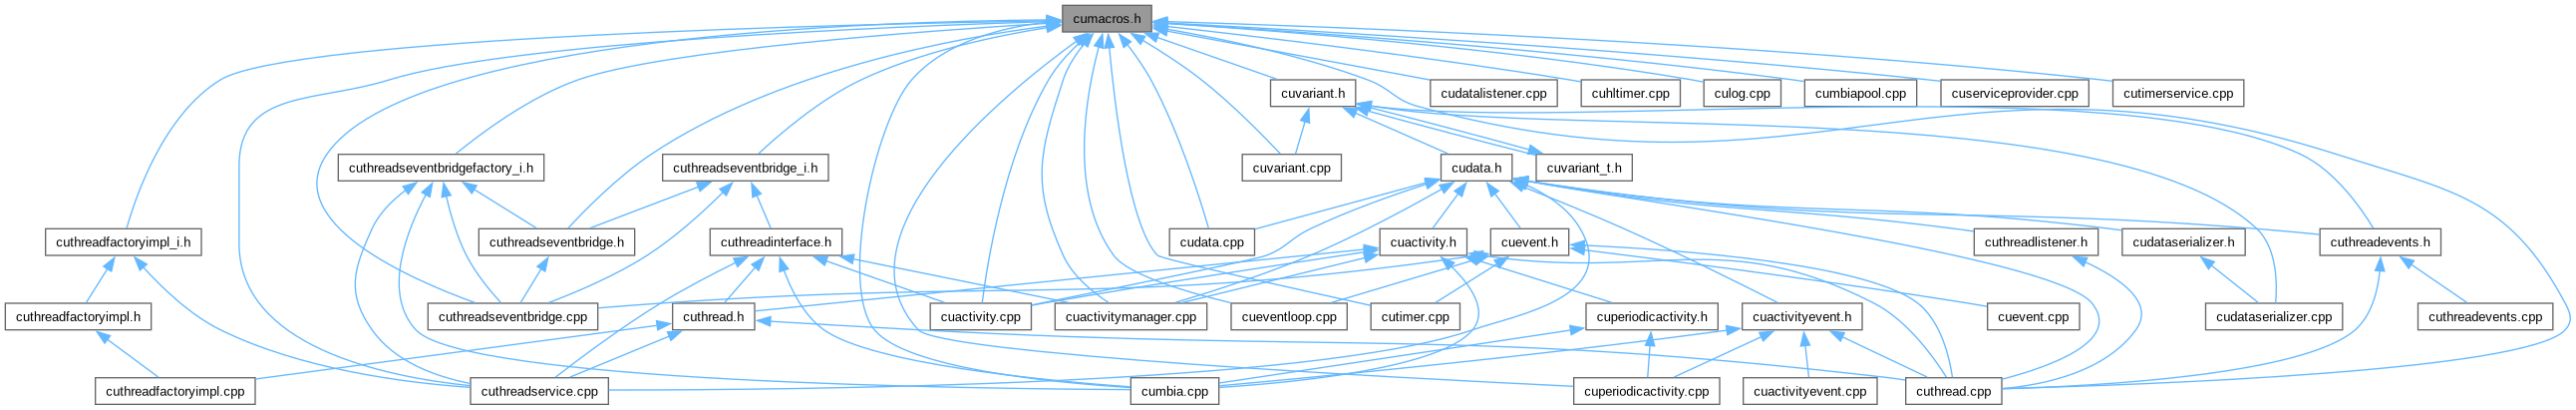 cumacros.h
cuvariant.h
cudatalistener.cpp
cuhltimer.cpp
culog.cpp
cumbiapool.cpp
cuserviceprovider.cpp
cutimerservice.cpp
cuthreadseventbridgefactory_i.h
cuthreadseventbridge_i.h
cudata.h
cuvariant.cpp
cuvariant_t.h
cuthreadfactoryimpl_i.h
cuthreadseventbridge.h
cuthreadinterface.h
cudata.cpp
cuactivity.h
cuevent.h
cuthreadlistener.h
cudataserializer.h
cuthreadevents.h
cuthreadfactoryimpl.h
cuthreadseventbridge.cpp
cuthread.h
cuactivity.cpp
cuactivitymanager.cpp
cueventloop.cpp
cutimer.cpp
cuperiodicactivity.h
cuactivityevent.h
cuevent.cpp
cudataserializer.cpp
cuthreadevents.cpp
cuthreadfactoryimpl.cpp
cuthreadservice.cpp
cumbia.cpp
cuperiodicactivity.cpp
cuactivityevent.cpp
cuthread.cpp